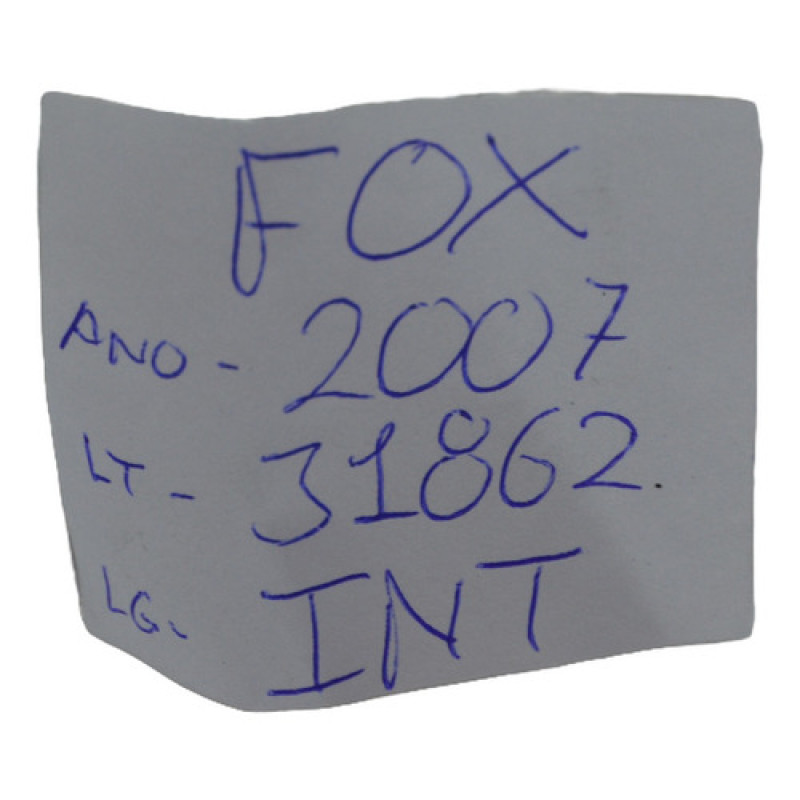 FOX
ANO - 2007
LT - 31862.
LG - INT